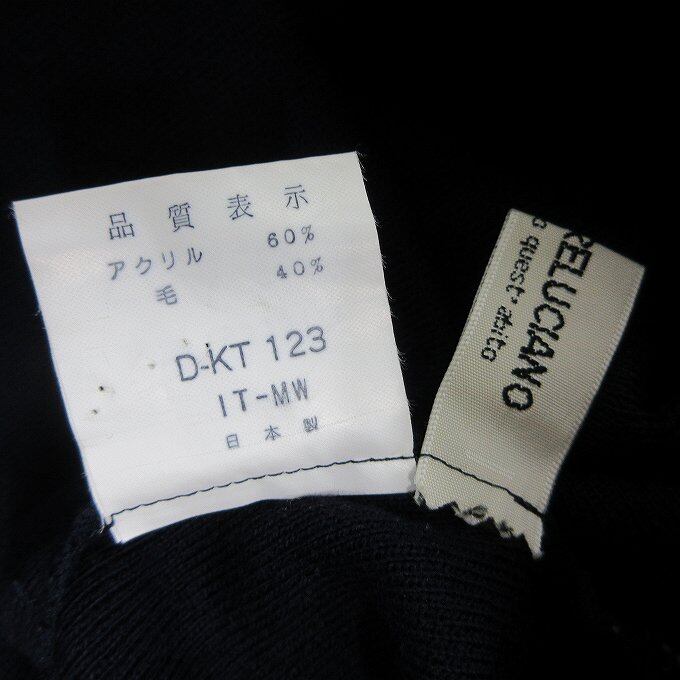 品質表示
アクリル 60%
毛 40%
D-KT 123
IT-MW
日本製
RELUCIANO
quest' abito